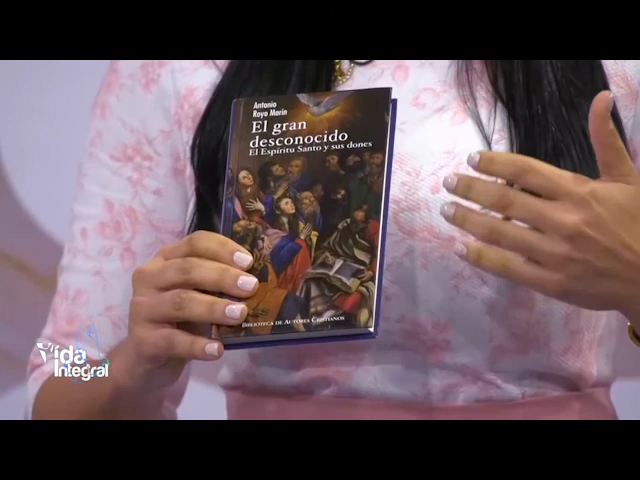 Antonio
Royo Marín
El gran
desconocido
El Espíritu Santo y sus dones
Biblioteca de Autores Cristianos
Vida
Integral